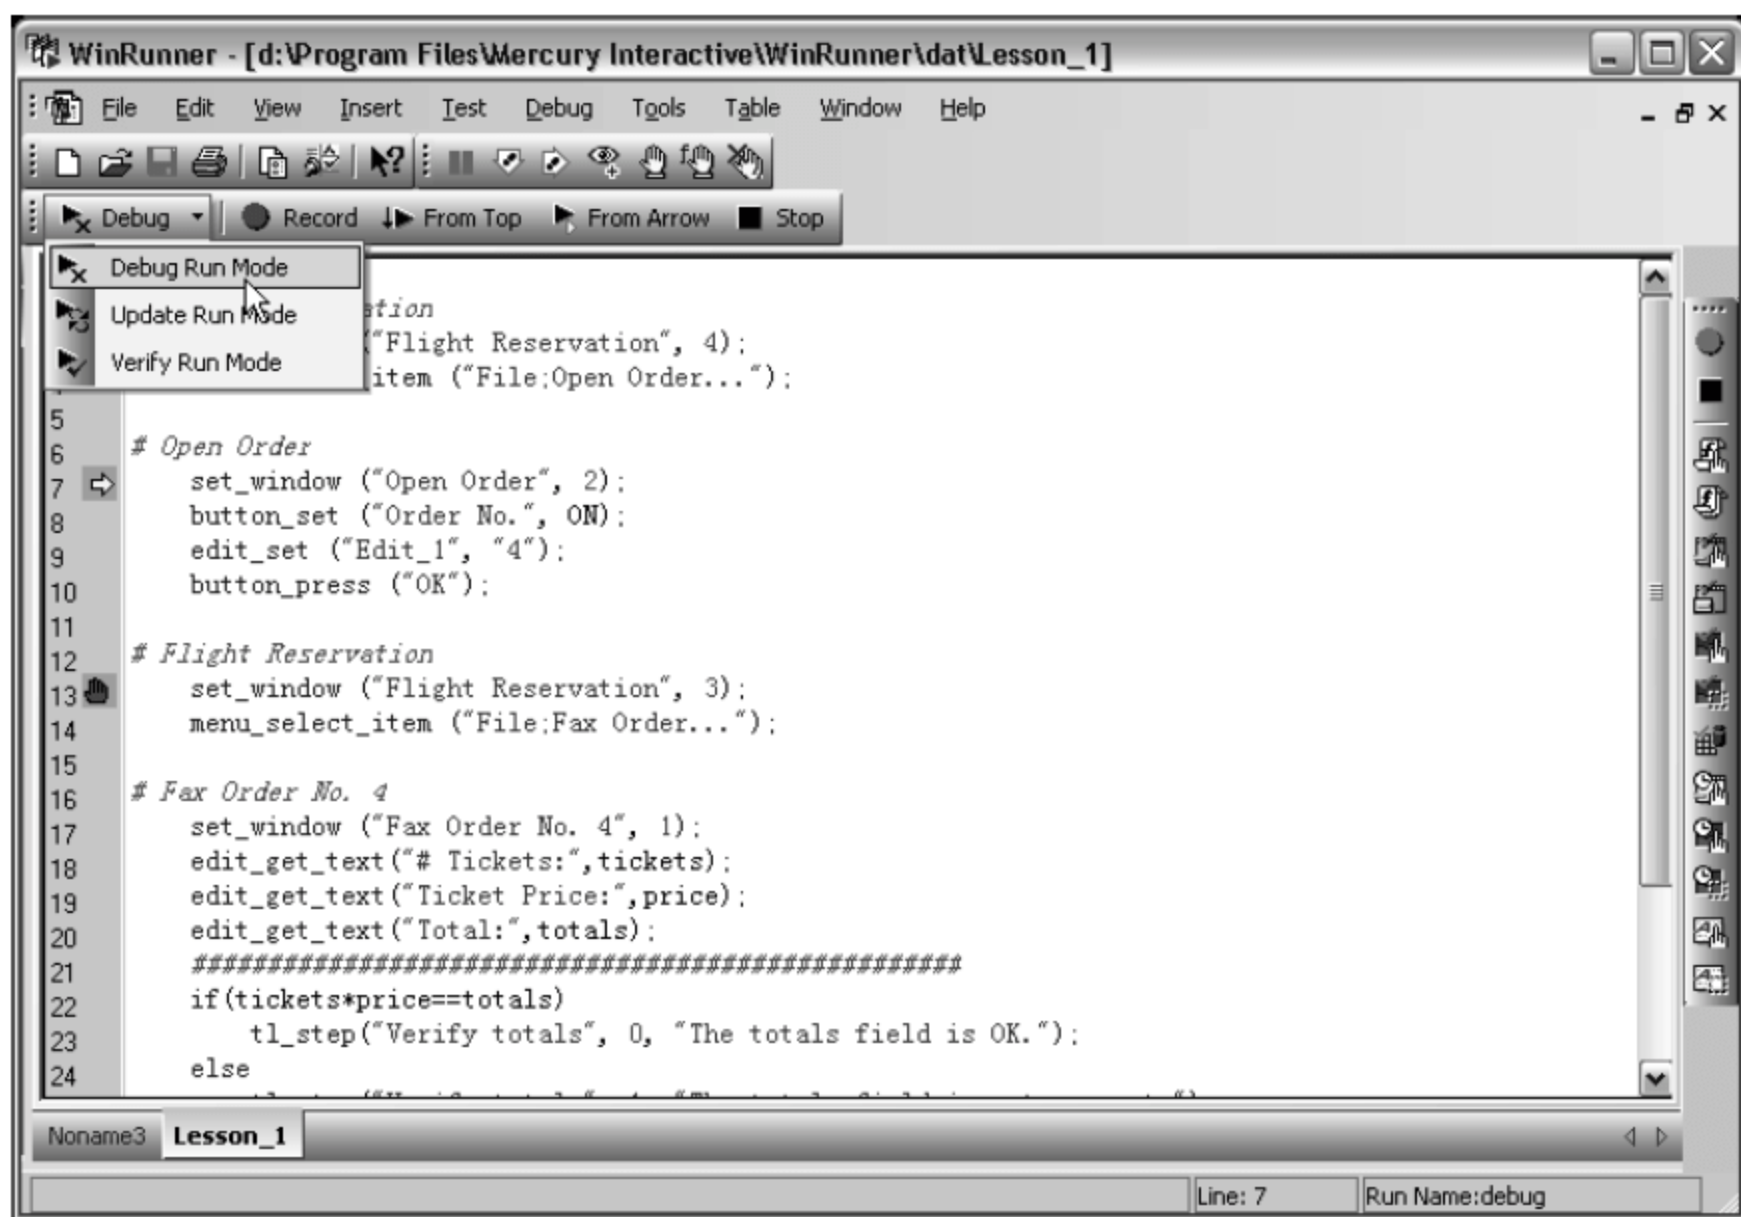 WinRunner - [d:\Program Files\Mercury Interactive\WinRunner\dat\Lesson_1]
File Edit View Insert Test Debug Tools Table Window Help
Debug Record From Top From Arrow Stop
Debug Run Mode
Update Run Mode
Verify Run Mode
ation
("Flight Reservation", 4);
item ("File;Open Order...");
5
6 # Open Order
7 set_window ("Open Order", 2);
8 button_set ("Order No.", ON);
9 edit_set ("Edit_1", "4");
10 button_press ("OK");
11
12 # Flight Reservation
13 set_window ("Flight Reservation", 3);
14 menu_select_item ("File;Fax Order...");
15
16 # Fax Order No. 4
17 set_window ("Fax Order No. 4", 1);
18 edit_get_text("# Tickets:",tickets);
19 edit_get_text("Ticket Price:",price);
20 edit_get_text("Total:",totals);
21 ###################################################
22 if(tickets*price==totals)
23 tl_step("Verify totals", 0, "The totals field is OK.");
24 else
Noname3 Lesson_1
Line: 7 Run Name:debug